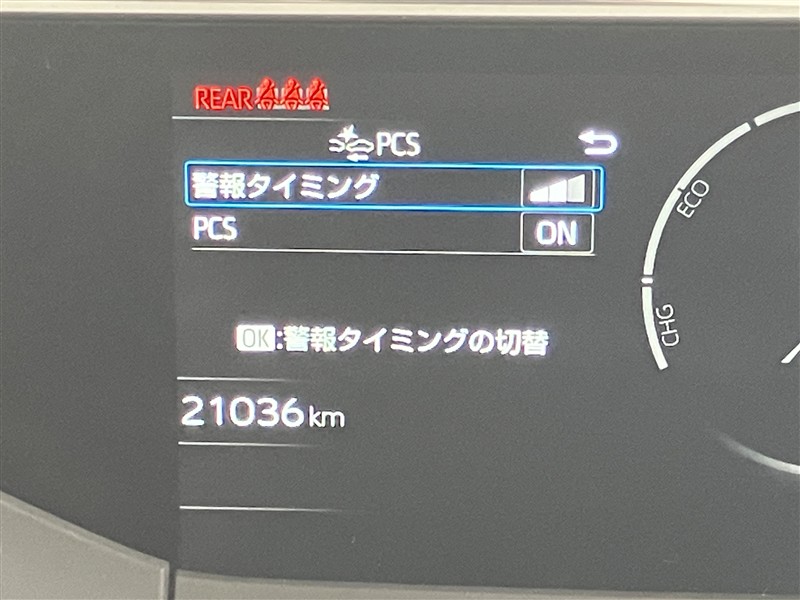 REAR
PCS
警報タイミング
PCS ON
OK:警報タイミングの切替
21036km
ECO
CHG